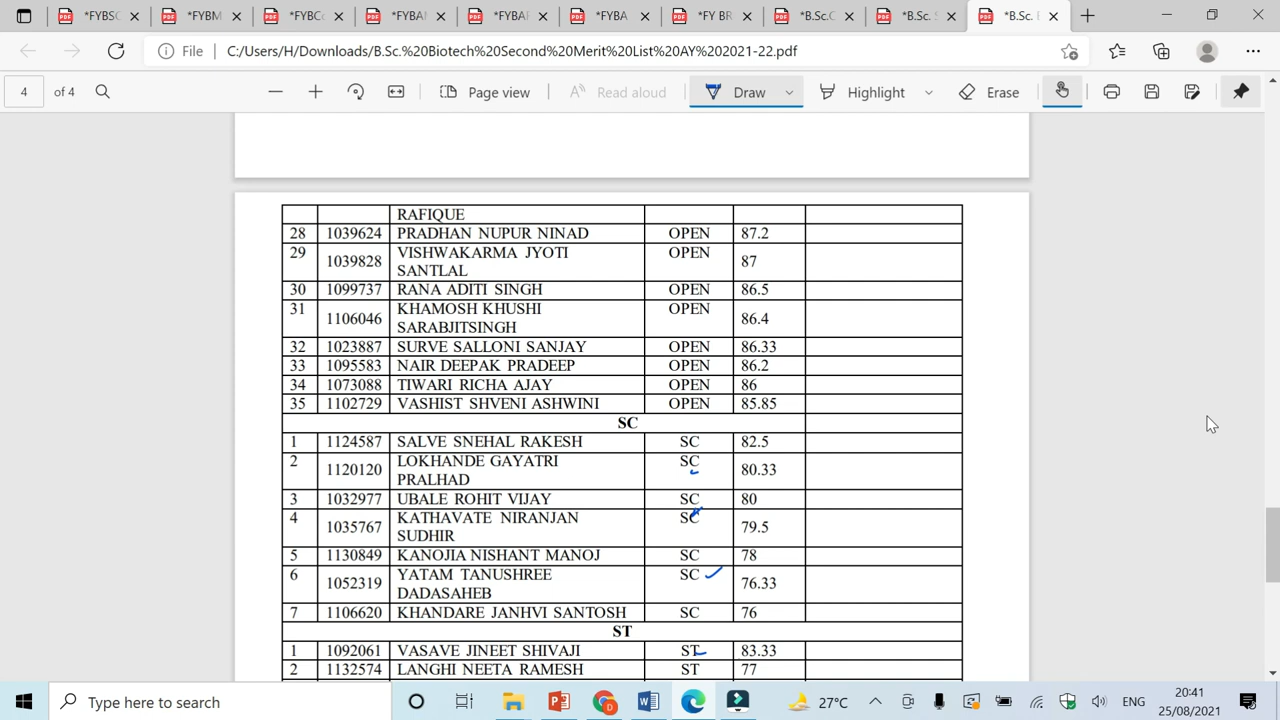 *FYBSC
*FYBM
*FYBCo
*FYBAI
*FYBAF
*FYBA
*FYBR
*B.Sc.C
*B.Sc. S
*B.Sc. B
File C:/Users/H/Downloads/B.Sc.%20Biotech%20Second%20Merit%20List%20AY%202021-22.pdf
4 of 4 Page view Read aloud Draw Highlight Erase
RAFIQUE
28 1039624 PRADHAN NUPUR NINAD OPEN 87.2
29 1039828 VISHWAKARMA JYOTI SANTLAL OPEN 87
30 1099737 RANA ADITI SINGH OPEN 86.5
31 1106046 KHAMOSH KHUSHI SARABJITSINGH OPEN 86.4
32 1023887 SURVE SALLONI SANJAY OPEN 86.33
33 1095583 NAIR DEEPAK PRADEEP OPEN 86.2
34 1073088 TIWARI RICHA AJAY OPEN 86
35 1102729 VASHIST SHVENI ASHWINI OPEN 85.85
SC
1 1124587 SALVE SNEHAL RAKESH SC 82.5
2 1120120 LOKHANDE GAYATRI PRALHAD SC 80.33
3 1032977 UBALE ROHIT VIJAY SC 80
4 1035767 KATHAVATE NIRANJAN SUDHIR SC 79.5
5 1130849 KANOJIA NISHANT MANOJ SC 78
6 1052319 YATAM TANUSHREE DADASAHEB SC 76.33
7 1106620 KHANDARE JANHVI SANTOSH SC 76
ST
1 1092061 VASAVE JINEET SHIVAJI ST 83.33
2 1132574 LANGHI NEETA RAMESH ST 77
Type here to search 27°C ENG 20:41
25/08/2021